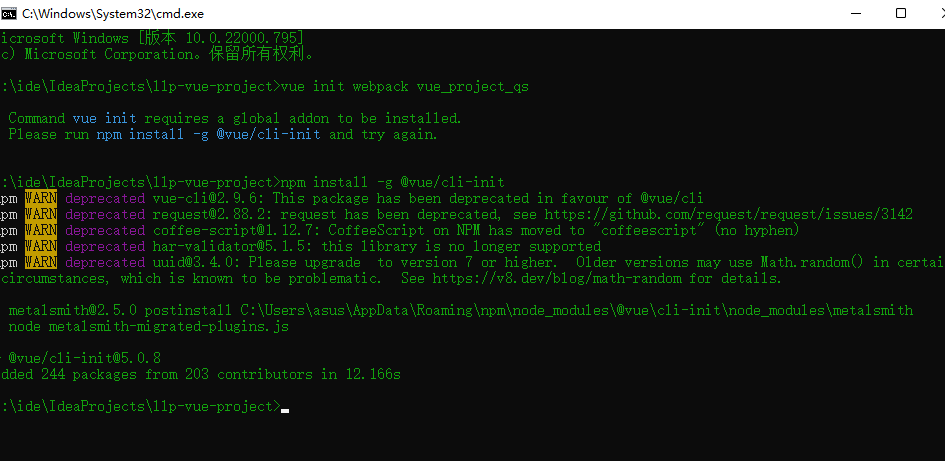 C:\Windows\System32\cmd.exe
icrosoft Windows [版本 10.0.22000.795]
c) Microsoft Corporation。保留所有权利。
:\ide\IdeaProjects\llp-vue-project>vue init webpack vue_project_qs
Command vue init requires a global addon to be installed.
Please run npm install -g @vue/cli-init and try again.
:\ide\IdeaProjects\llp-vue-project>npm install -g @vue/cli-init
pm WARN deprecated vue-cli@2.9.6: This package has been deprecated in favour of @vue/cli
pm WARN deprecated request@2.88.2: request has been deprecated, see https://github.com/request/request/issues/3142
pm WARN deprecated coffee-script@1.12.7: CoffeeScript on NPM has moved to "coffeescript" (no hyphen)
pm WARN deprecated har-validator@5.1.5: this library is no longer supported
pm WARN deprecated uuid@3.4.0: Please upgrade  to version 7 or higher.  Older versions may use Math.random() in certai
circumstances, which is known to be problematic.  See https://v8.dev/blog/math-random for details.
metalsmith@2.5.0 postinstall C:\Users\asus\AppData\Roaming\npm\node_modules\@vue\cli-init\node_modules\metalsmith
node metalsmith-migrated-plugins.js
@vue/cli-init@5.0.8
dded 244 packages from 203 contributors in 12.166s
:\ide\IdeaProjects\llp-vue-project>